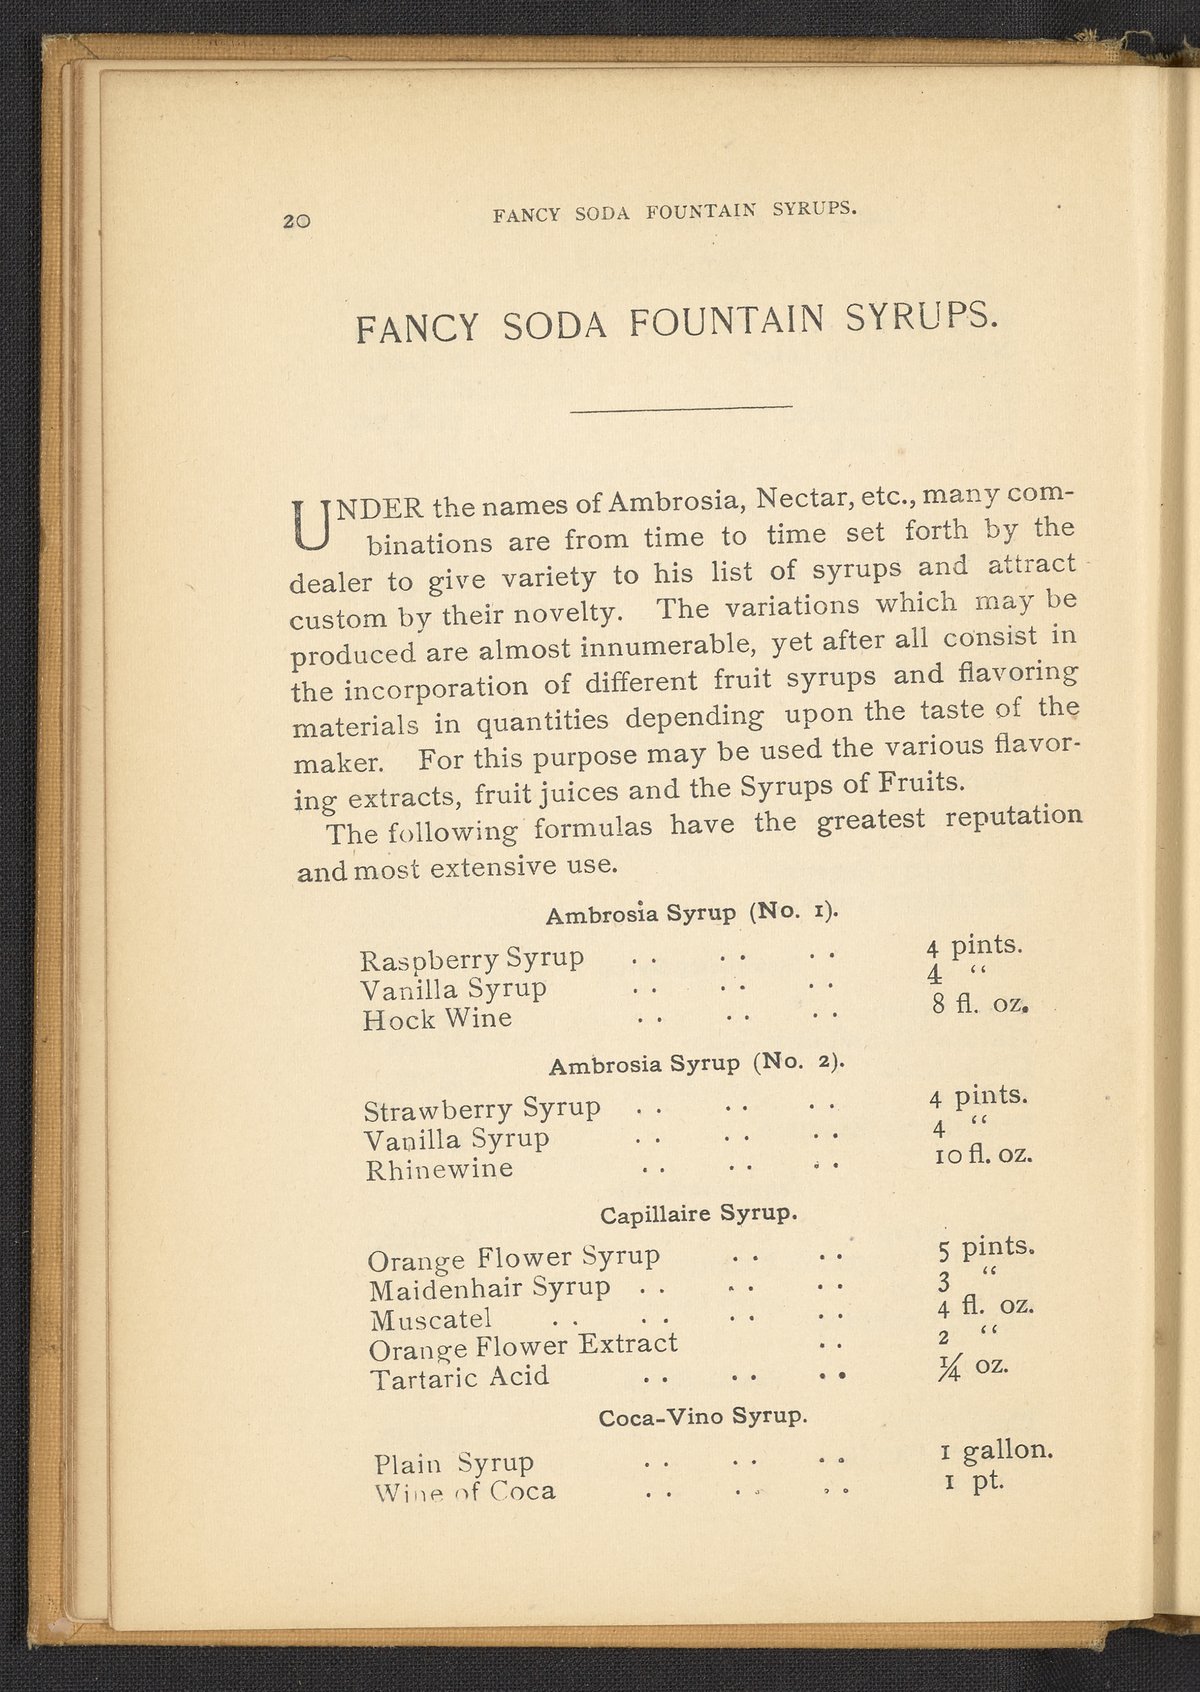 20 FANCY SODA FOUNTAIN SYRUPS.
FANCY SODA FOUNTAIN SYRUPS.
UNDER the names of Ambrosia, Nectar, etc., many com-
binations are from time to time set forth by the
dealer to give variety to his list of syrups and attract
custom by their novelty. The variations which may be
produced are almost innumerable, yet after all consist in
the incorporation of different fruit syrups and flavoring
materials in quantities depending upon the taste of the
maker. For this purpose may be used the various flavor-
ing extracts, fruit juices and the Syrups of Fruits.
The following formulas have the greatest reputation
and most extensive use.
Ambrosia Syrup (No. 1).
Raspberry Syrup .. .. .. 4 pints.
Vanilla Syrup .. .. .. 4 "
Hock Wine .. .. .. 8 fl. oz.
Ambrosia Syrup (No. 2).
Strawberry Syrup .. .. .. 4 pints.
Vanilla Syrup .. .. .. 4 "
Rhinewine .. .. .. 10 fl. oz.
Capillaire Syrup.
Orange Flower Syrup .. .. 5 pints.
Maidenhair Syrup .. .. .. 3 "
Muscatel .. .. .. .. 4 fl. oz.
Orange Flower Extract .. 2 "
Tartaric Acid .. .. .. ¼ oz.
Coca-Vino Syrup.
Plain Syrup .. .. .. 1 gallon.
Wine of Coca .. .. .. 1 pt.